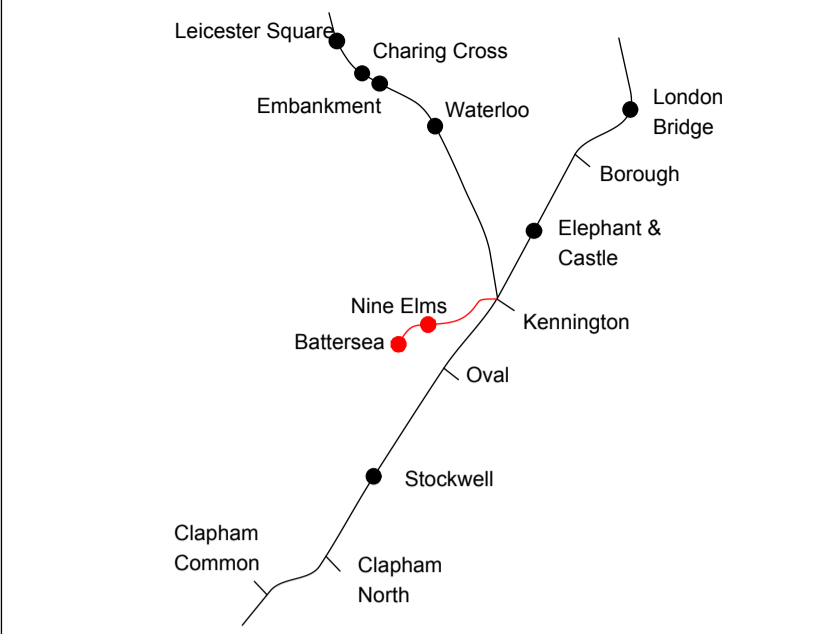 Leicester Square
Charing Cross
Embankment
Waterloo
London
Bridge
Borough
Elephant &
Castle
Nine Elms
Kennington
Battersea
Oval
Stockwell
Clapham
Common
Clapham
North